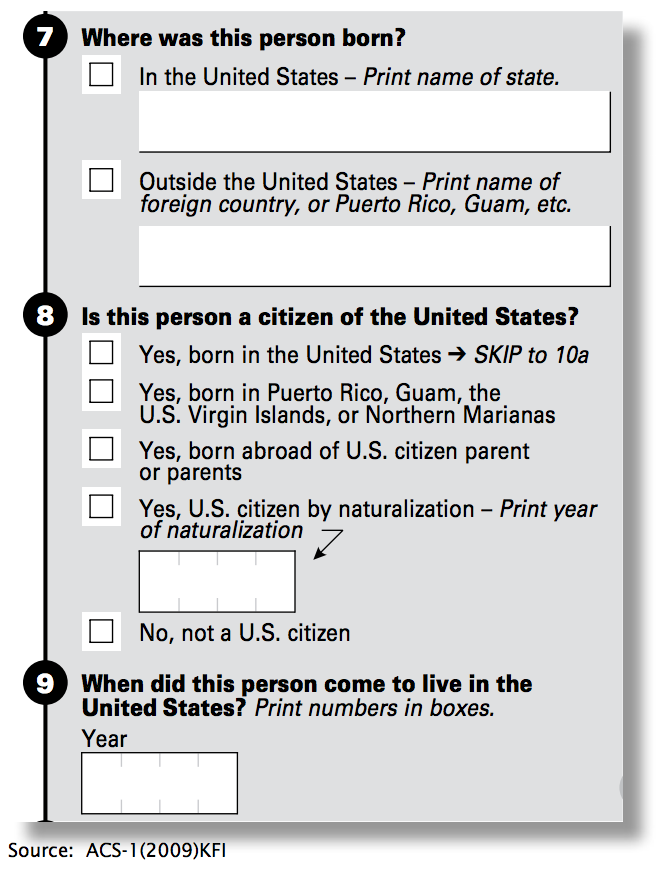 7 Where was this person born?
In the United States – Print name of state.
Outside the United States – Print name of
foreign country, or Puerto Rico, Guam, etc.
8 Is this person a citizen of the United States?
Yes, born in the United States ➔ SKIP to 10a
Yes, born in Puerto Rico, Guam, the
U.S. Virgin Islands, or Northern Marianas
Yes, born abroad of U.S. citizen parent
or parents
Yes, U.S. citizen by naturalization – Print year
of naturalization
No, not a U.S. citizen
9 When did this person come to live in the
United States? Print numbers in boxes.
Year
Source: ACS-1(2009)KFI